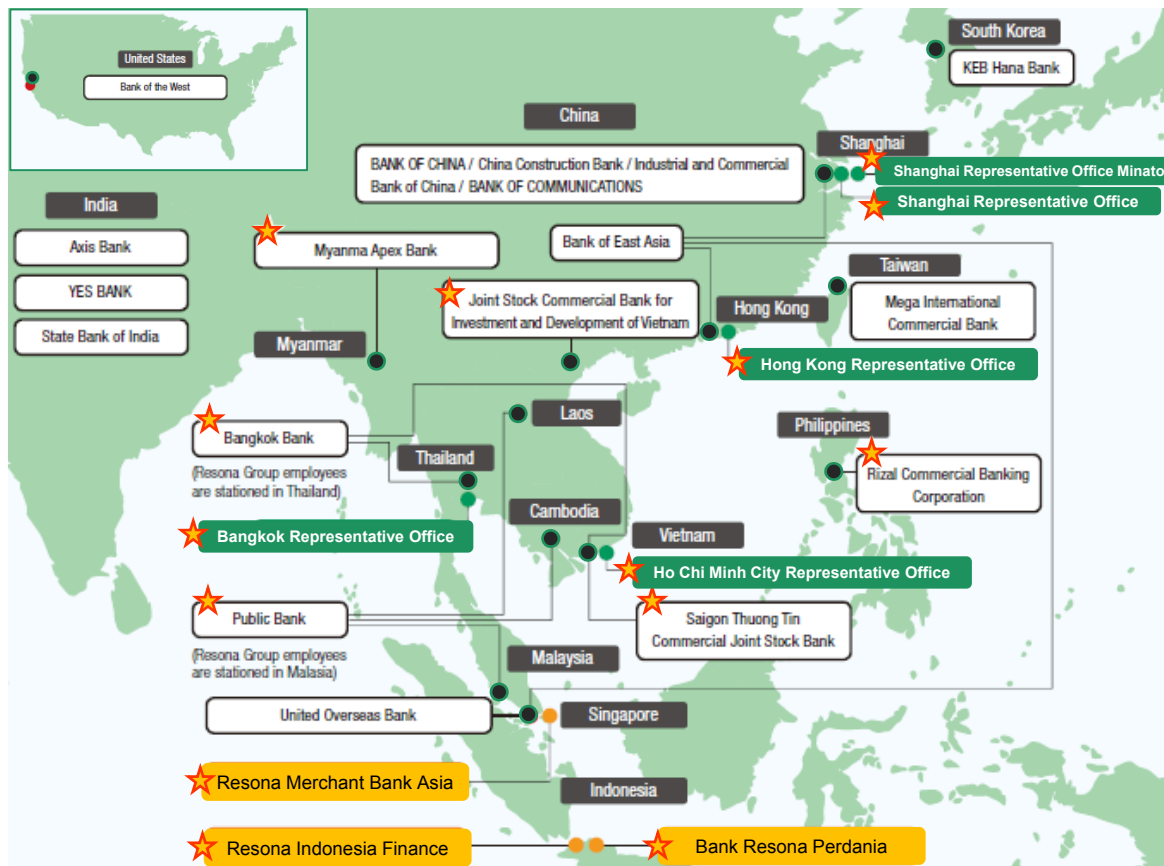 United States
Bank of the West
South Korea
KEB Hana Bank
China
BANK OF CHINA / China Construction Bank / Industrial and Commercial
Bank of China / BANK OF COMMUNICATIONS
Shanghai
Shanghai Representative Office Minato
Shanghai Representative Office
India
Axis Bank
YES BANK
State Bank of India
Myanma Apex Bank
Bank of East Asia
Taiwan
Mega International
Commercial Bank
Joint Stock Commercial Bank for
Investment and Development of Vietnam
Hong Kong
Myanmar
Hong Kong Representative Office
Laos
Philippines
Bangkok Bank
(Resona Group employees
are stationed in Thailand)
Thailand
Rizal Commercial Banking
Corporation
Bangkok Representative Office
Cambodia
Vietnam
Ho Chi Minh City Representative Office
Public Bank
(Resona Group employees
are stationed in Malasia)
Saigon Thuong Tin
Commercial Joint Stock Bank
Malaysia
United Overseas Bank
Singapore
Resona Merchant Bank Asia
Indonesia
Resona Indonesia Finance
Bank Resona Perdania